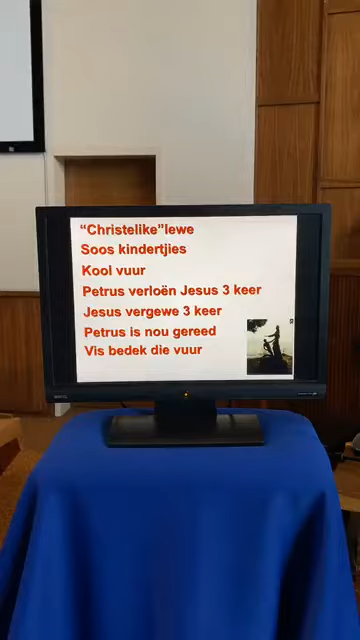 “Christelike”lewe
Soos kindertjies
Kool vuur
Petrus verloën Jesus 3 keer
Jesus vergewe 3 keer
Petrus is nou gereed
Vis bedek die vuur
BenQ